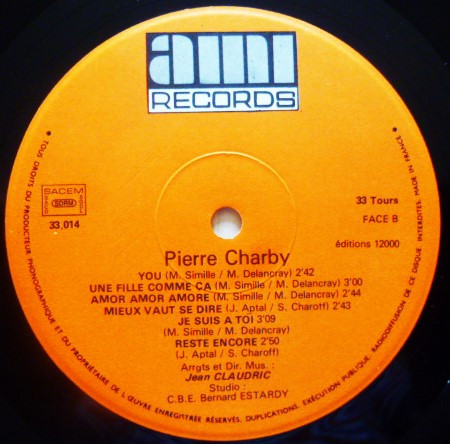 ami
RECORDS
SACEM
SDRM
33.014
33 Tours
FACE B
éditions 12000
Pierre Charby
YOU (M. Simille / M. Delancray) 2'42
UNE FILLE COMME ÇA (M. Simille / M. Delancray) 3'00
AMOR AMOR AMORE (M. Simille / M. Delancray) 2'44
MIEUX VAUT SE DIRE (J. Aptal / S. Charoff) 2'43
JE SUIS A TOI 3'09
(M. Simille / M. Delancray)
RESTE ENCORE 2'50
(J. Aptal / S. Charoff)
Arrgts et Dir. Mus. :
Jean CLAUDRIC
Studio :
C.B.E. Bernard ESTARDY
• TOUS DROITS DU PRODUCTEUR PHONOGRAPHIQUE ET DU PROPRIÉTAIRE DE L'ŒUVRE ENREGISTRÉE RÉSERVÉS. DUPLICATIONS, EXÉCUTION PUBLIQUE, RADIODIFFUSION DE CE DISQUE INTERDITES. MADE IN FRANCE •